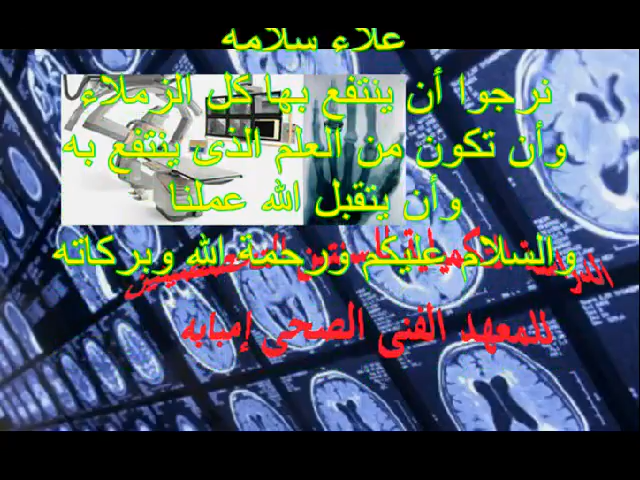 علاء سلامه
نرجوا أن ينتفع بها كل الزملاء
وأن تكون من العلم الذى ينتفع به
وأن يتقبل الله عملنا
والسلام عليكم ورحمة الله وبركاته
للمعهد الفنى الصحى إمبابه